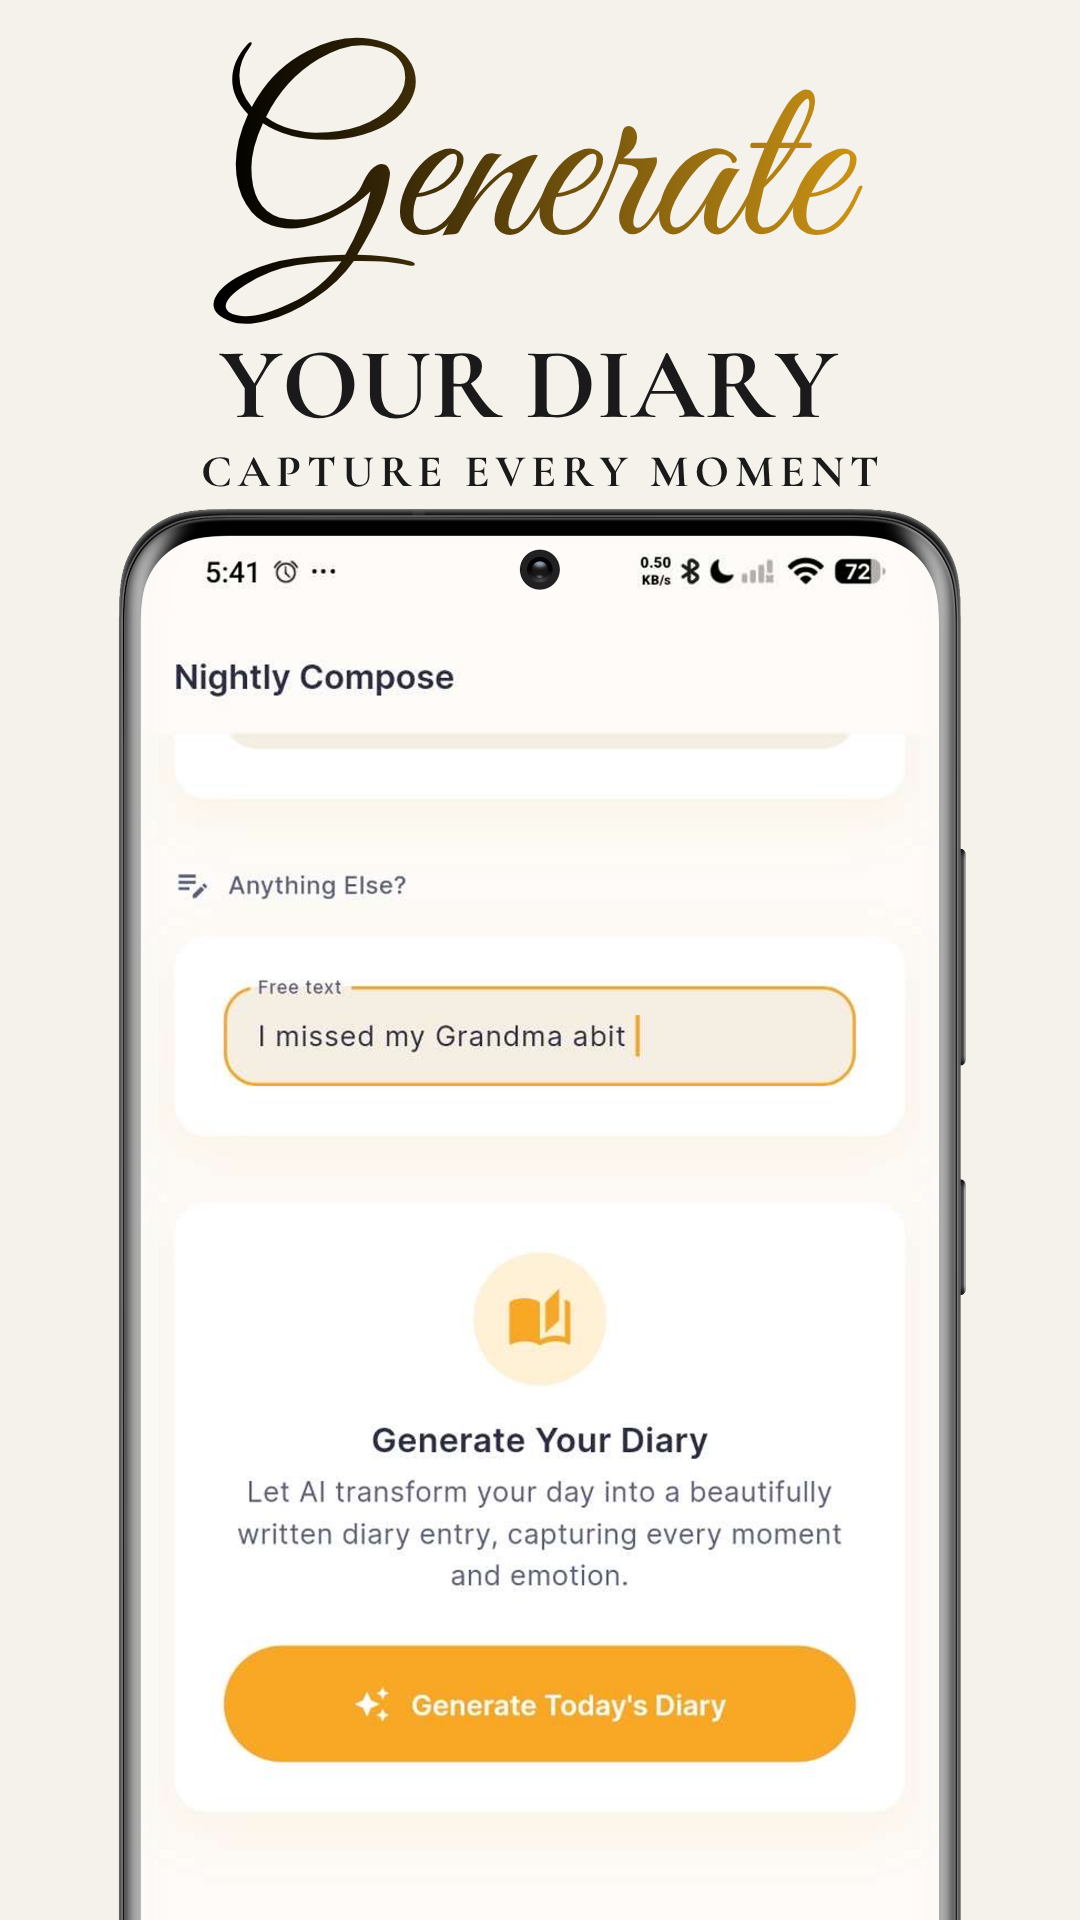 Generate
YOUR DIARY
CAPTURE EVERY MOMENT
5:41 0.50 KB/s 72
Nightly Compose
Anything Else?
Free text
I missed my Grandma abit
Generate Your Diary
Let AI transform your day into a beautifully
written diary entry, capturing every moment
and emotion.
Generate Today's Diary